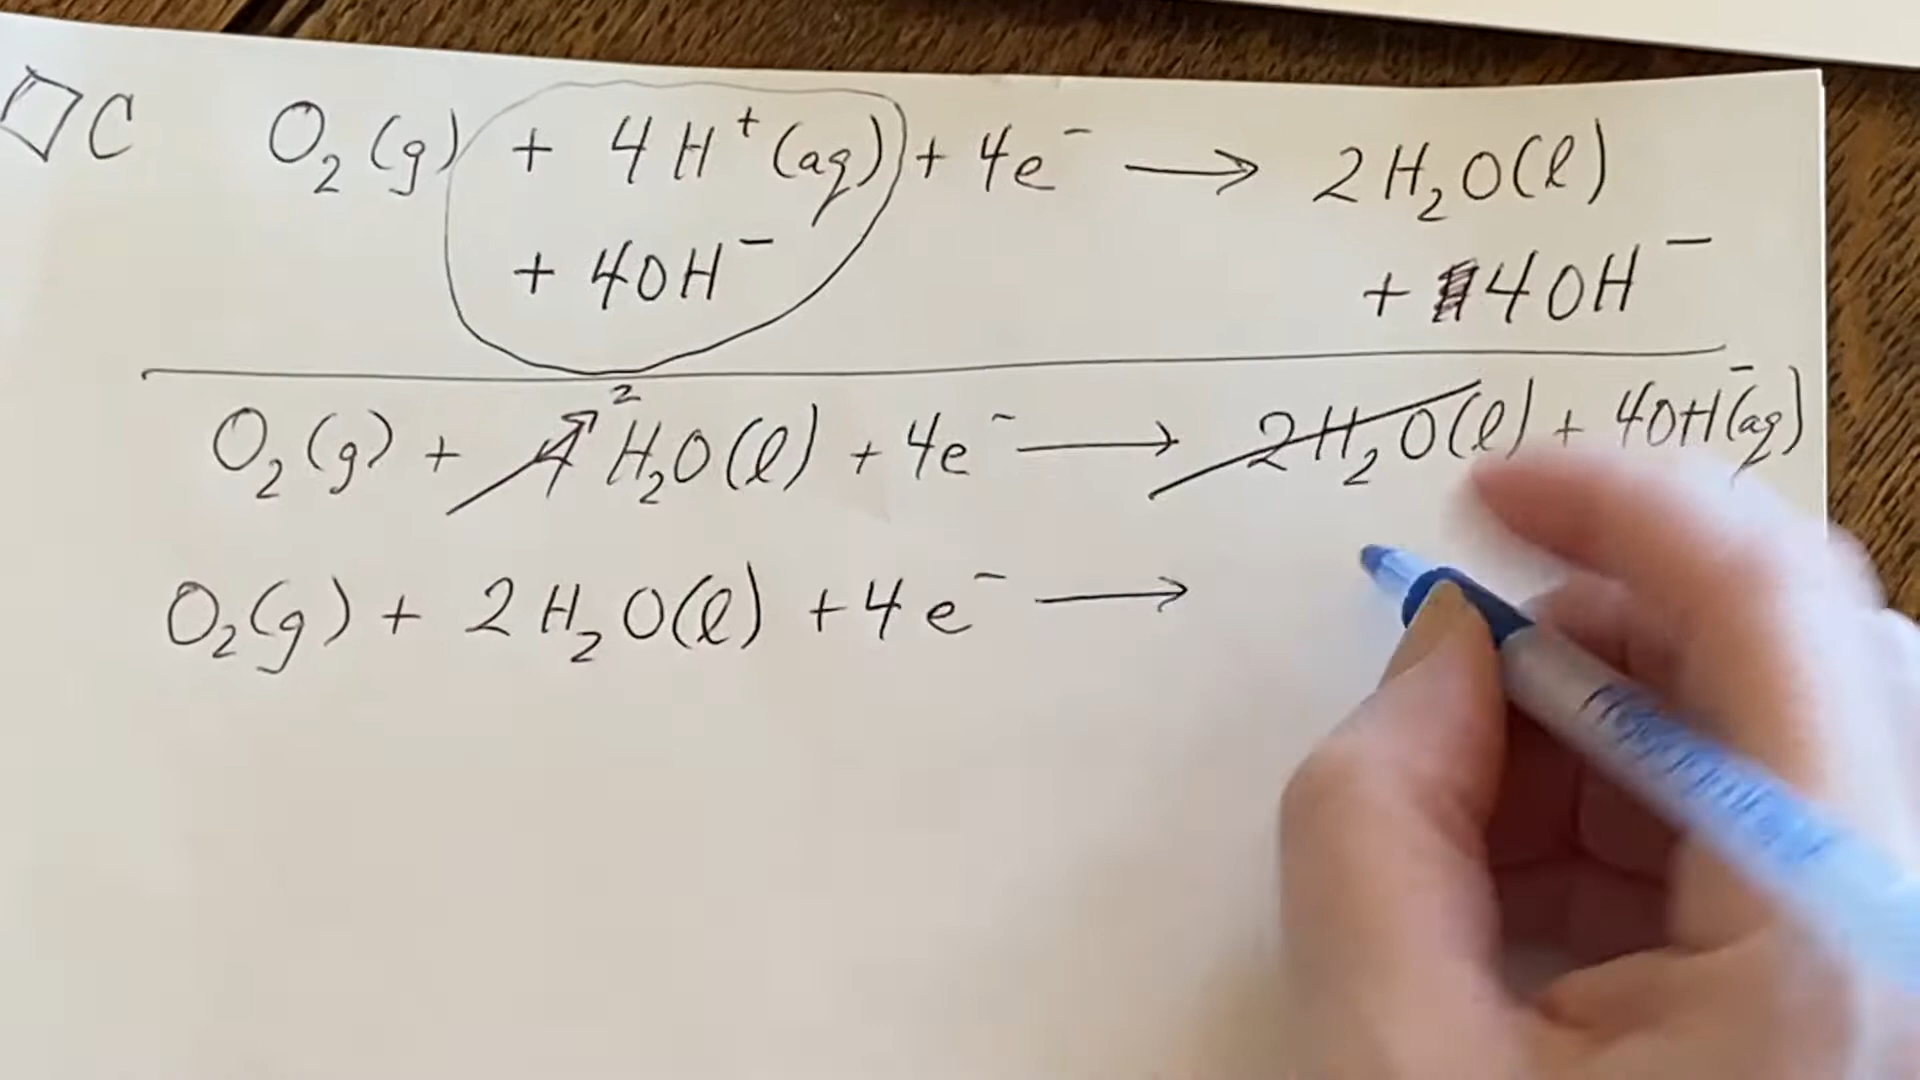 C O₂(g) + 4H⁺(aq) + 4e⁻ → 2H₂O(l)
+ 4OH⁻ + 4OH⁻
O₂(g) + 4 2 H₂O(l) + 4e⁻ → 2H₂O(l) + 4OH⁻(aq)
O₂(g) + 2H₂O(l) + 4e⁻ →